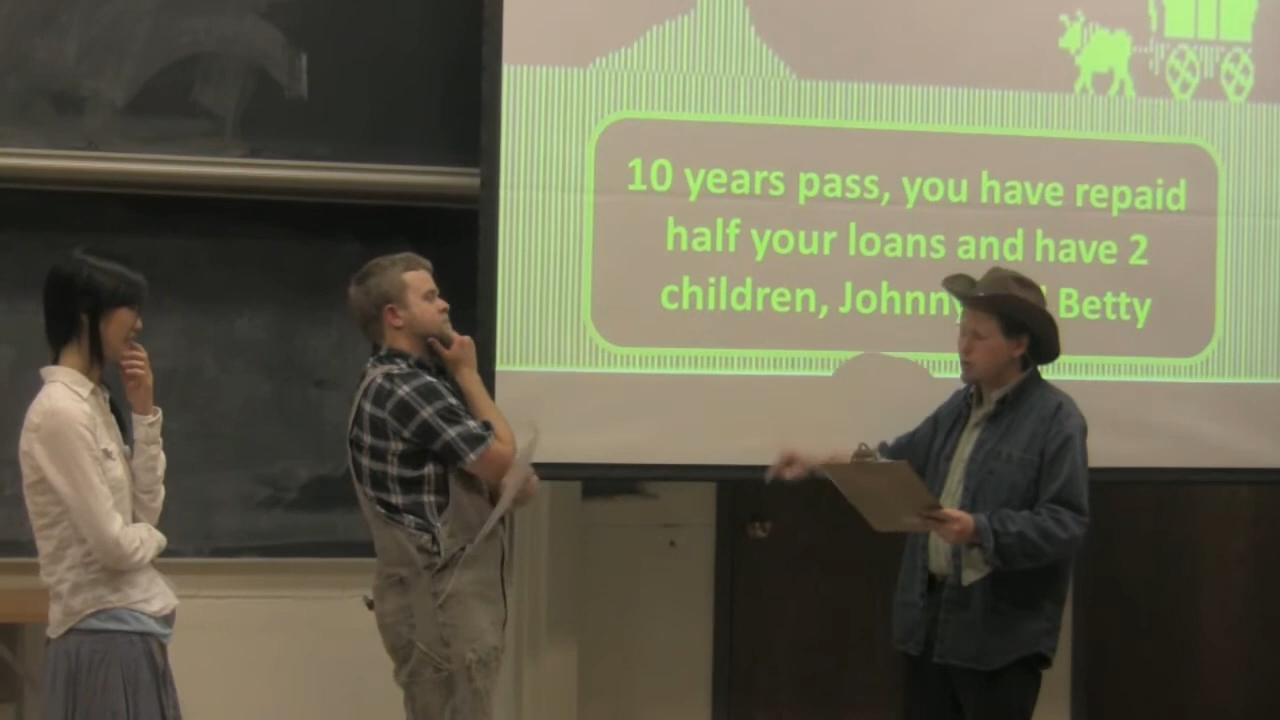 10 years pass, you have repaid
half your loans and have 2
children, Johnny Betty